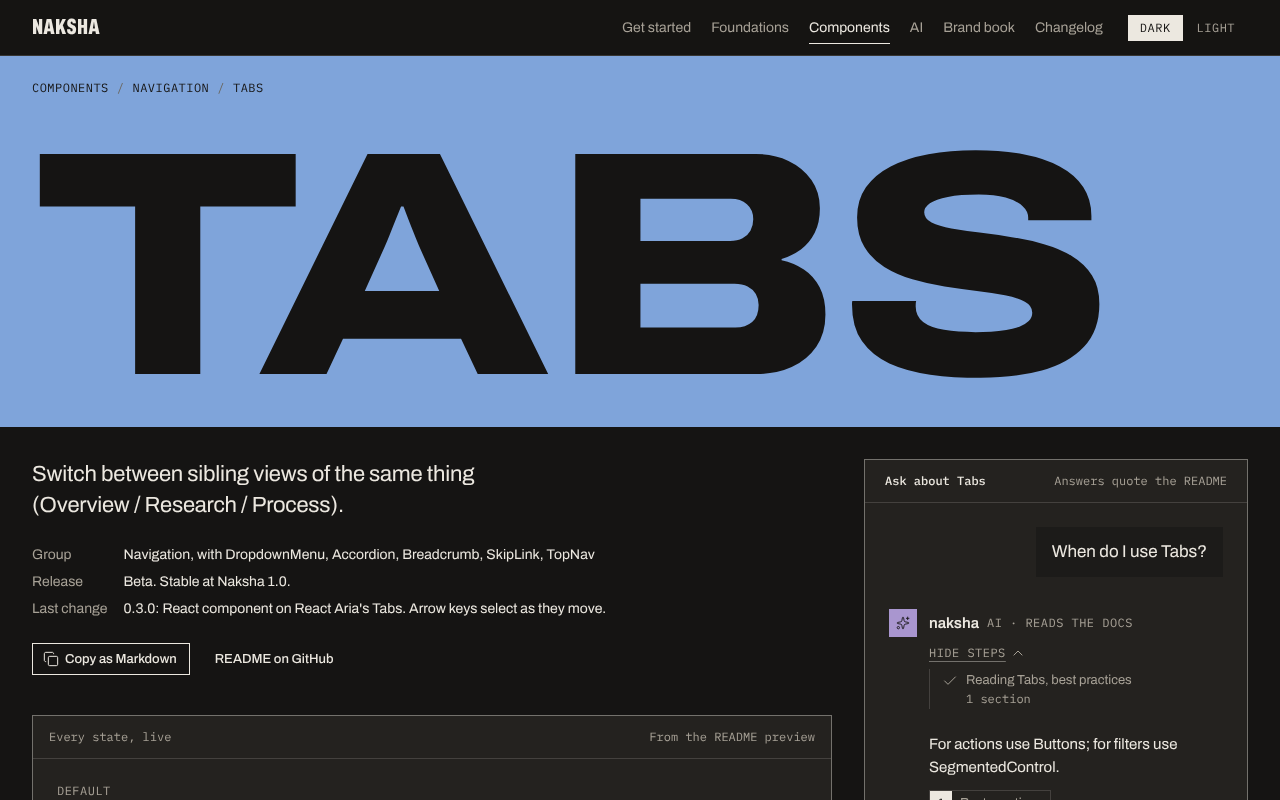 NAKSHA
Get started
Foundations
Components
AI
Brand book
Changelog
DARK
LIGHT
COMPONENTS / NAVIGATION / TABS
TABS
Switch between sibling views of the same thing
(Overview / Research / Process).
Group Navigation, with DropdownMenu, Accordion, Breadcrumb, SkipLink, TopNav
Release Beta. Stable at Naksha 1.0.
Last change 0.3.0: React component on React Aria's Tabs. Arrow keys select as they move.
Copy as Markdown
README on GitHub
Every state, live
From the README preview
DEFAULT
Ask about Tabs
Answers quote the README
When do I use Tabs?
naksha AI · READS THE DOCS
HIDE STEPS
Reading Tabs, best practices
1 section
For actions use Buttons; for filters use
SegmentedControl.